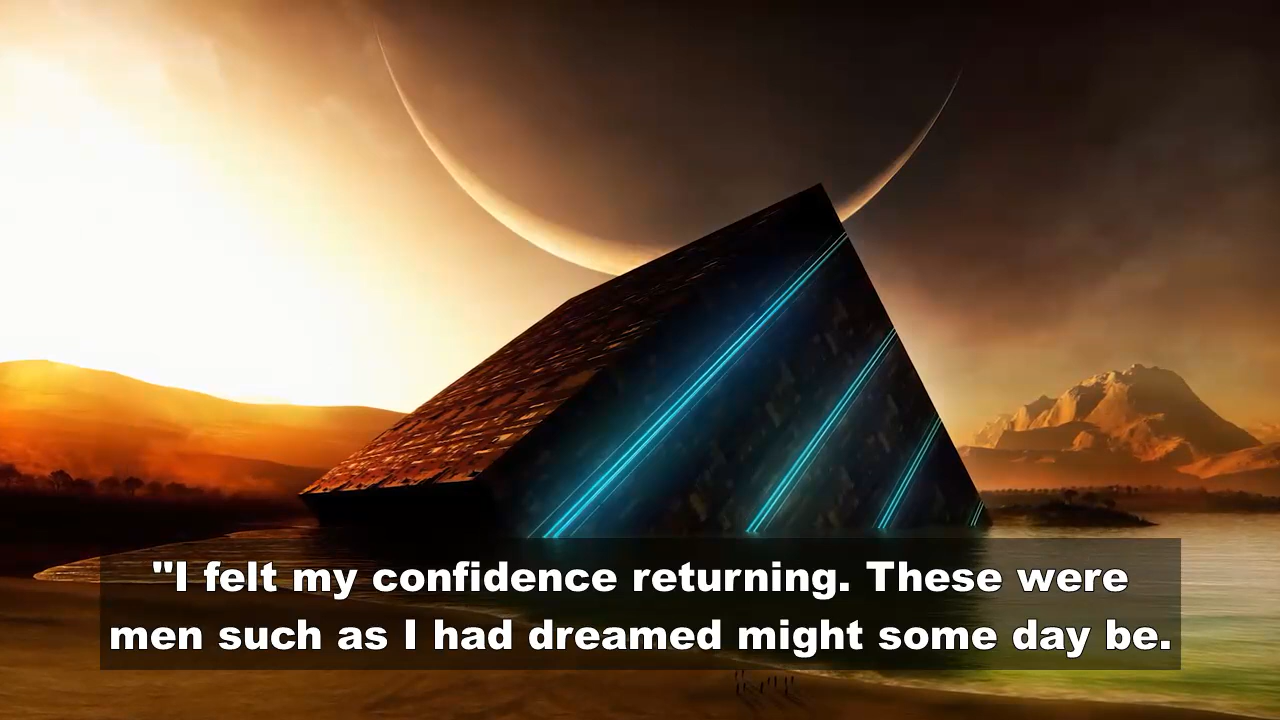 "I felt my confidence returning. These were
men such as I had dreamed might some day be.